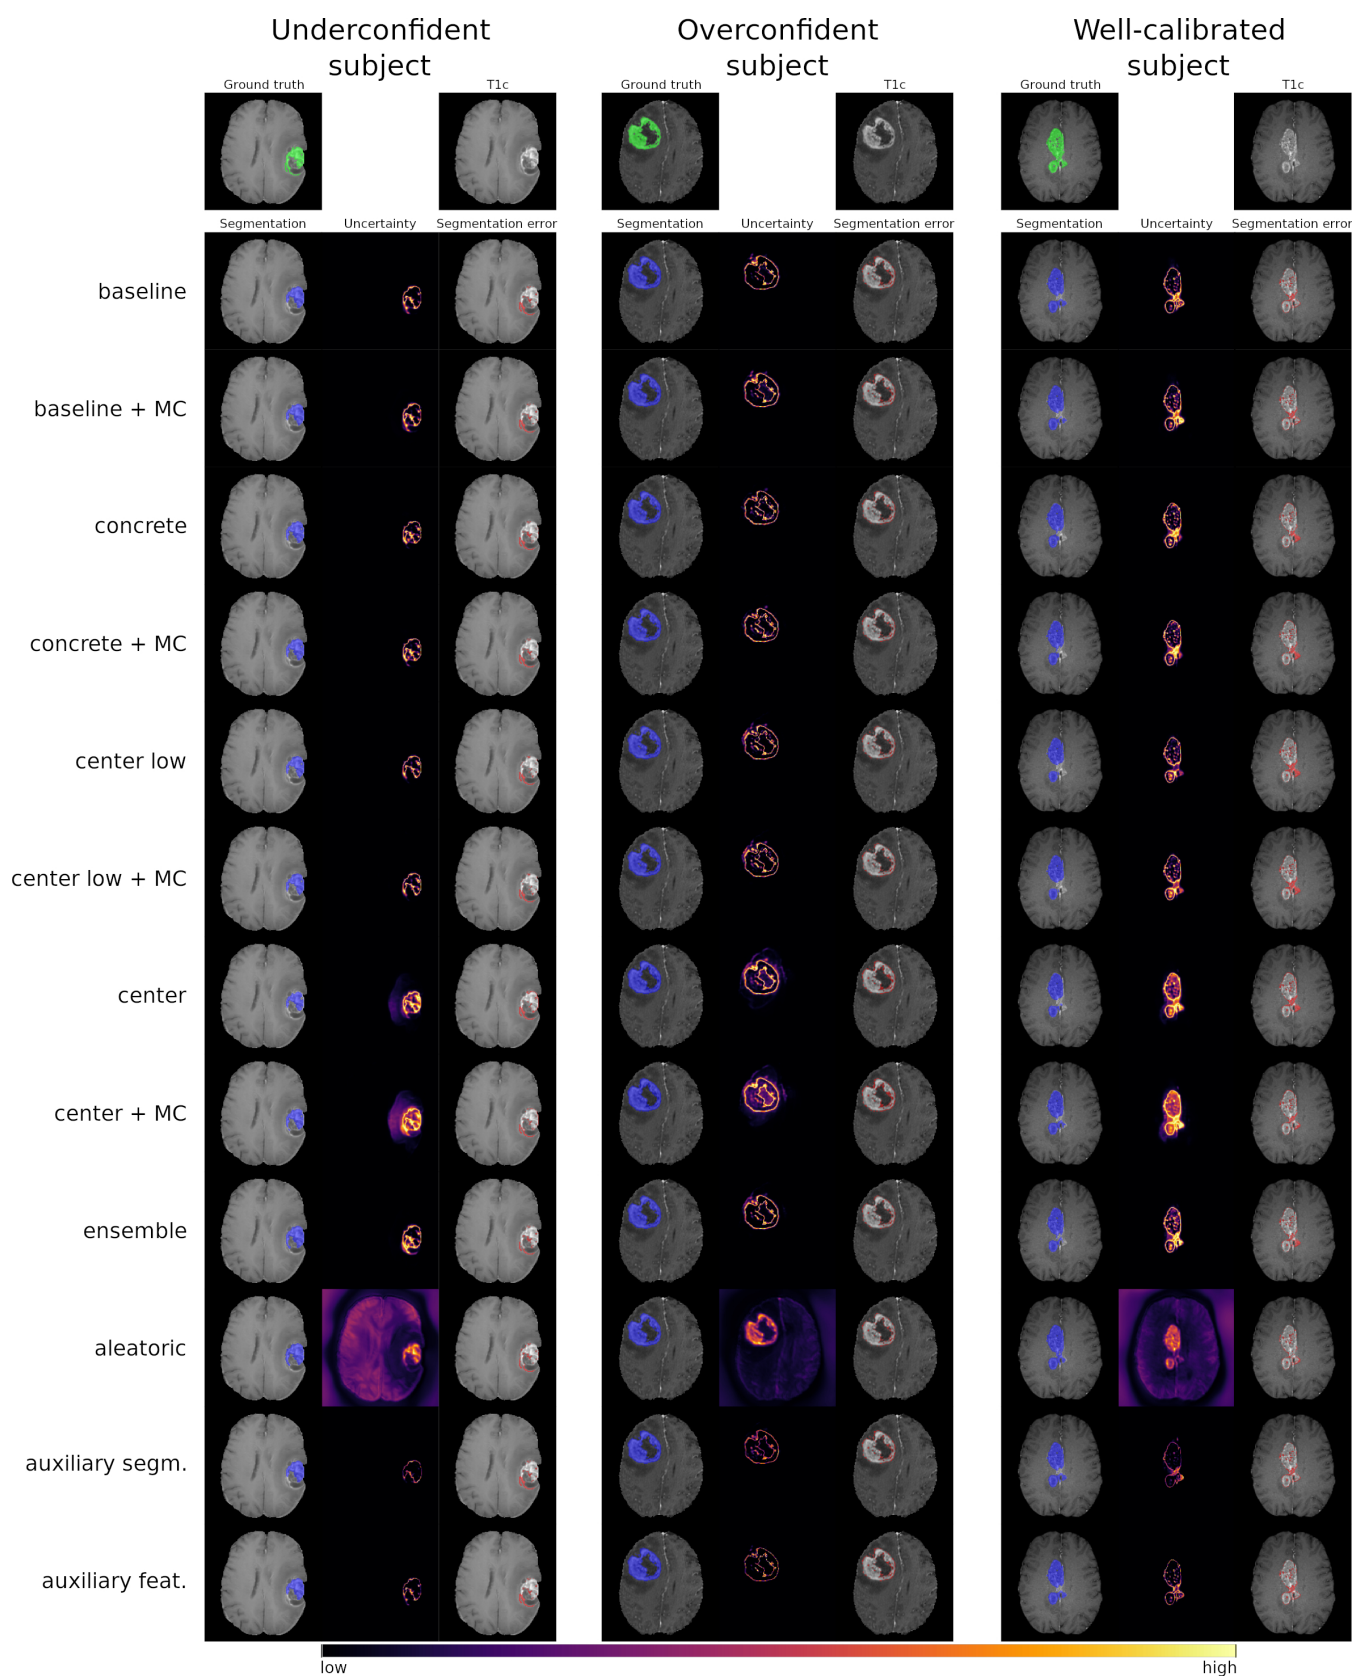 Underconfident subject
Overconfident subject
Well-calibrated subject
Ground truth T1c Ground truth T1c Ground truth T1c
Segmentation Uncertainty Segmentation error Segmentation Uncertainty Segmentation error Segmentation Uncertainty Segmentation error
baseline
baseline + MC
concrete
concrete + MC
center low
center low + MC
center
center + MC
ensemble
aleatoric
auxiliary segm.
auxiliary feat.
low high